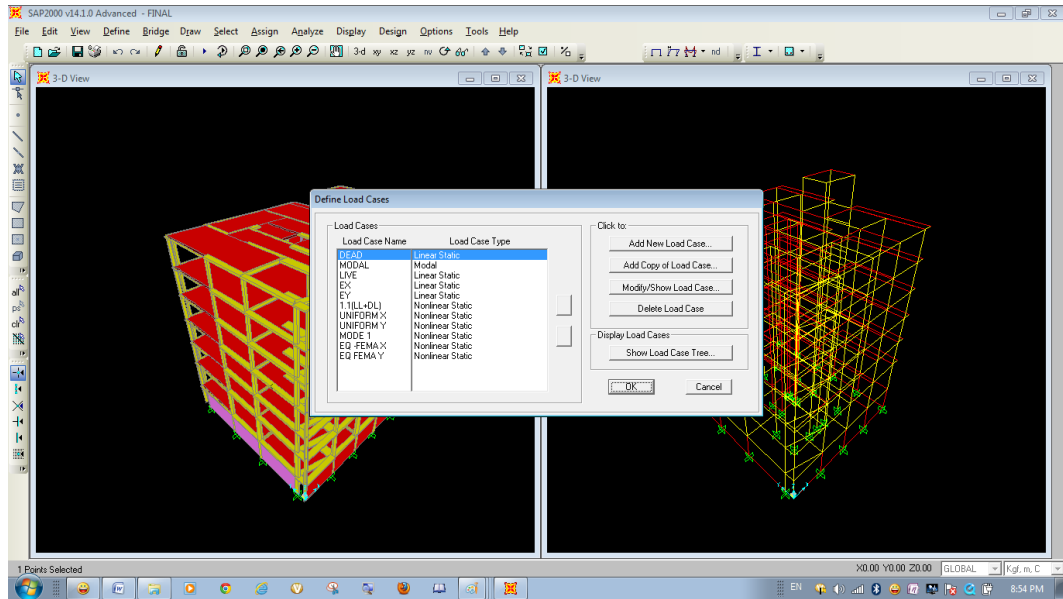 SAP2000 v14.1.0 Advanced - FINAL
File Edit View Define Bridge Draw Select Assign Analyze Display Design Options Tools Help
3-d xy xz yz nv nd
3-D View
3-D View
all
ps
clr
Define Load Cases
Load Cases
Load Case Name Load Case Type
DEAD Linear Static
MODAL Modal
LIVE Linear Static
EX Linear Static
EY Linear Static
1.1(LL+DL) Nonlinear Static
UNIFORM X Nonlinear Static
UNIFORM Y Nonlinear Static
MODE 1 Nonlinear Static
EQ -FEMA X Nonlinear Static
EQ FEMA Y Nonlinear Static
Click to:
Add New Load Case...
Add Copy of Load Case...
Modify/Show Load Case...
Delete Load Case
Display Load Cases
Show Load Case Tree...
OK Cancel
1 Points Selected X0.00 Y0.00 Z0.00 GLOBAL Kgf, m, C
EN 8:54 PM